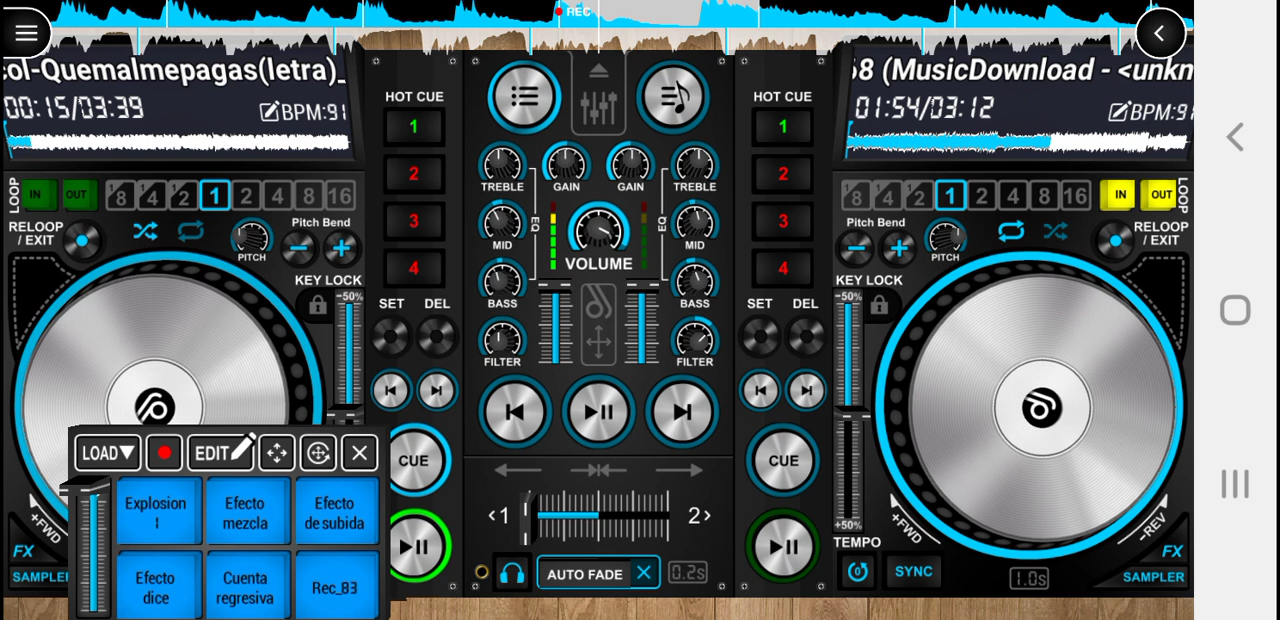 REC
col-Quemalmepagas(letra)_
00:15/03:39
BPM:91
LOOP
IN
OUT
1/8 1/4 1/2 1 2 4 8 16
RELOOP
/ EXIT
PITCH
Pitch Bend
− +
KEY LOCK
-50%
+FWD
FX
SAMPLER
HOT CUE
1
2
3
4
SET DEL
CUE
LOAD▼
EDIT
Explosion
1
Efecto
mezcla
Efecto
de subida
Efecto
dice
Cuenta
regresiva
Rec_83
TREBLE
GAIN
GAIN
TREBLE
EQ
MID
EQ
MID
VOLUME
BASS
BASS
FILTER
FILTER
<1
2>
AUTO FADE X
0.2s
HOT CUE
1
2
3
4
SET DEL
CUE
68 (MusicDownload - <unkn
01:54/03:12
BPM:91
1/8 1/4 1/2 1 2 4 8 16
IN
OUT
LOOP
Pitch Bend
− +
PITCH
RELOOP
/ EXIT
KEY LOCK
-50%
+50%
TEMPO
0
SYNC
+FWD
1.0s
−REV
FX
SAMPLER